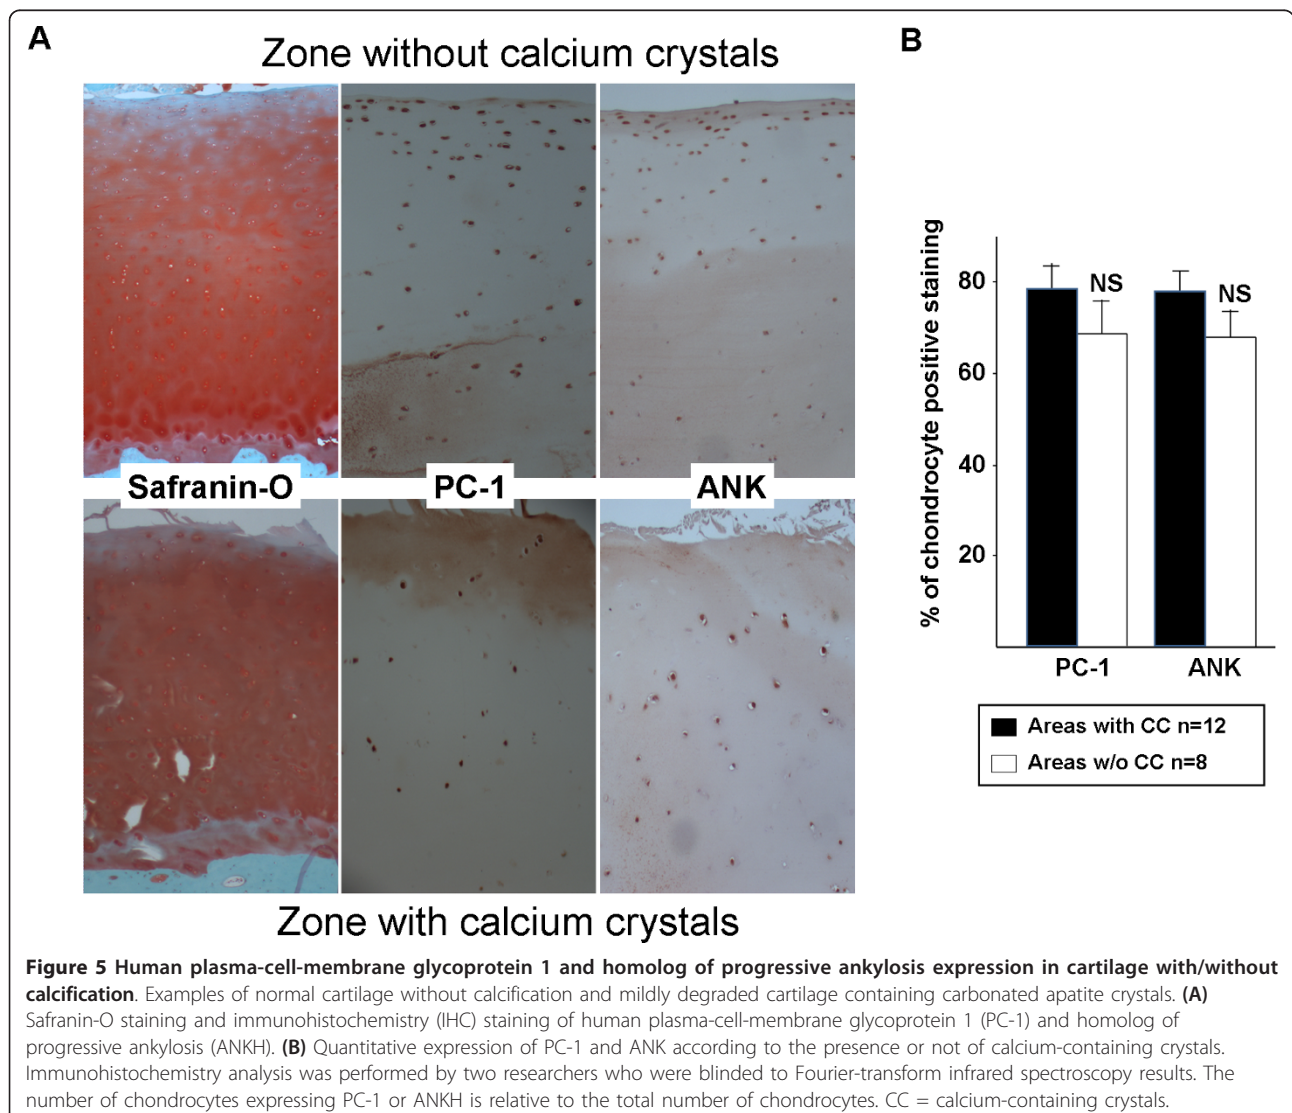 A
Zone without calcium crystals
Safranin-O
PC-1
ANK
Zone with calcium crystals
B
% of chondrocyte positive staining
80
60
40
20
NS
NS
PC-1
ANK
Areas with CC n=12
Areas w/o CC n=8
Figure 5 Human plasma-cell-membrane glycoprotein 1 and homolog of progressive ankylosis expression in cartilage with/without
calcification. Examples of normal cartilage without calcification and mildly degraded cartilage containing carbonated apatite crystals. (A)
Safranin-O staining and immunohistochemistry (IHC) staining of human plasma-cell-membrane glycoprotein 1 (PC-1) and homolog of
progressive ankylosis (ANKH). (B) Quantitative expression of PC-1 and ANK according to the presence or not of calcium-containing crystals.
Immunohistochemistry analysis was performed by two researchers who were blinded to Fourier-transform infrared spectroscopy results. The
number of chondrocytes expressing PC-1 or ANKH is relative to the total number of chondrocytes. CC = calcium-containing crystals.